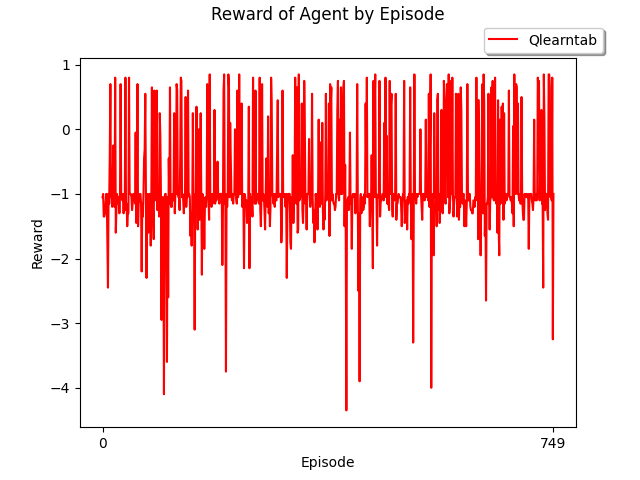 Reward of Agent by Episode
Qlearntab
1
0
−1
−2
−3
−4
Reward
0 749
Episode